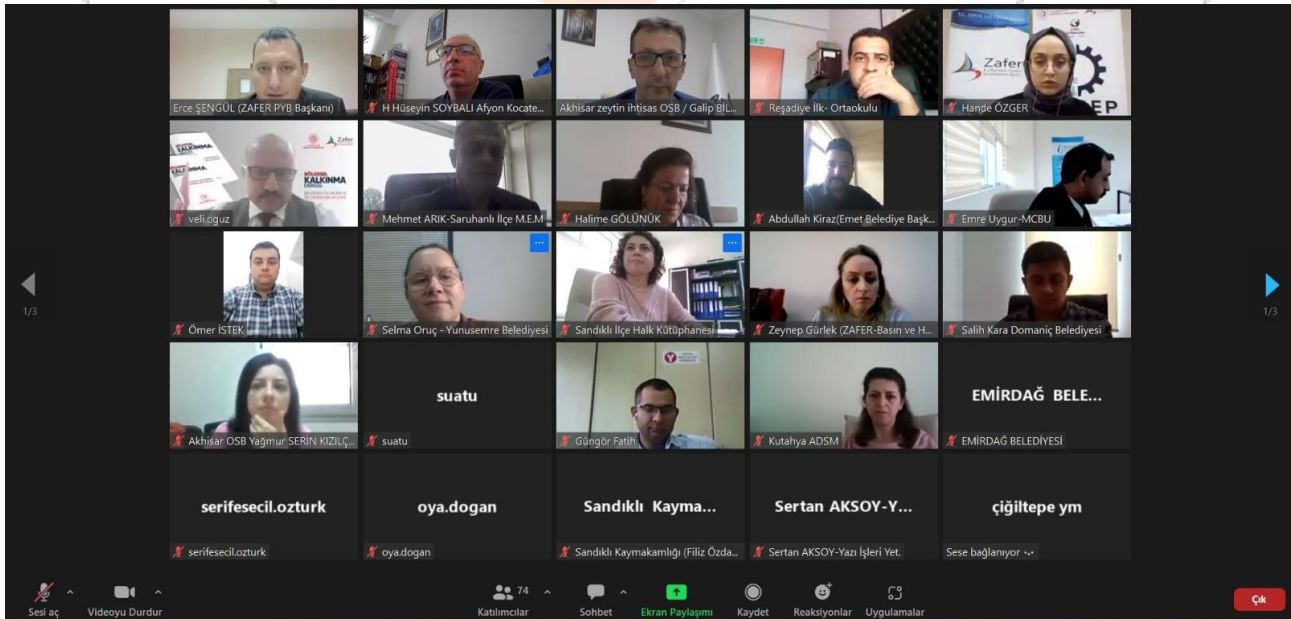 Zafer
EP
Erce ŞENGÜL (ZAFER PYB Başkanı)
H Hüseyin SOYBALI Afyon Kocate...
Akhisar zeytin ihtisas OSB / Galip BİL...
Reşadiye İlk- Ortaokulu
Hande ÖZGER
Zafer
BÖLGESEL
KALKINMA
veli.oguz
Mehmet ARIK-Saruhanlı İlçe M.E.M
Halime GÖLÜNÜK
Abdullah Kiraz(Emet Belediye Başk...
Emre Uygur-MCBU
1/3
1/3
Ömer İSTEK
Selma Oruç - Yunusemre Belediyesi
Sandıklı İlçe Halk Kütüphanesi
Zeynep Gürlek (ZAFER-Basın ve H...
Salih Kara Domaniç Belediyesi
suatu
EMİRDAĞ BELE...
Akhisar OSB Yağmur SERİN KIZILÇ...
suatu
Güngör Fatih
Kutahya ADSM
EMİRDAĞ BELEDİYESİ
serifesecil.ozturk
oya.dogan
Sandıklı Kayma...
Sertan AKSOY-Y...
çiğiltepe ym
serifesecil.ozturk
oya.dogan
Sandıklı Kaymakamlığı (Filiz Özda...
Sertan AKSOY-Yazı İşleri Yet.
Sese bağlanıyor
74
Sesi aç
Videoyu Durdur
Katılımcılar
Sohbet
Ekran Paylaşımı
Kaydet
Reaksiyonlar
Uygulamalar
Çık